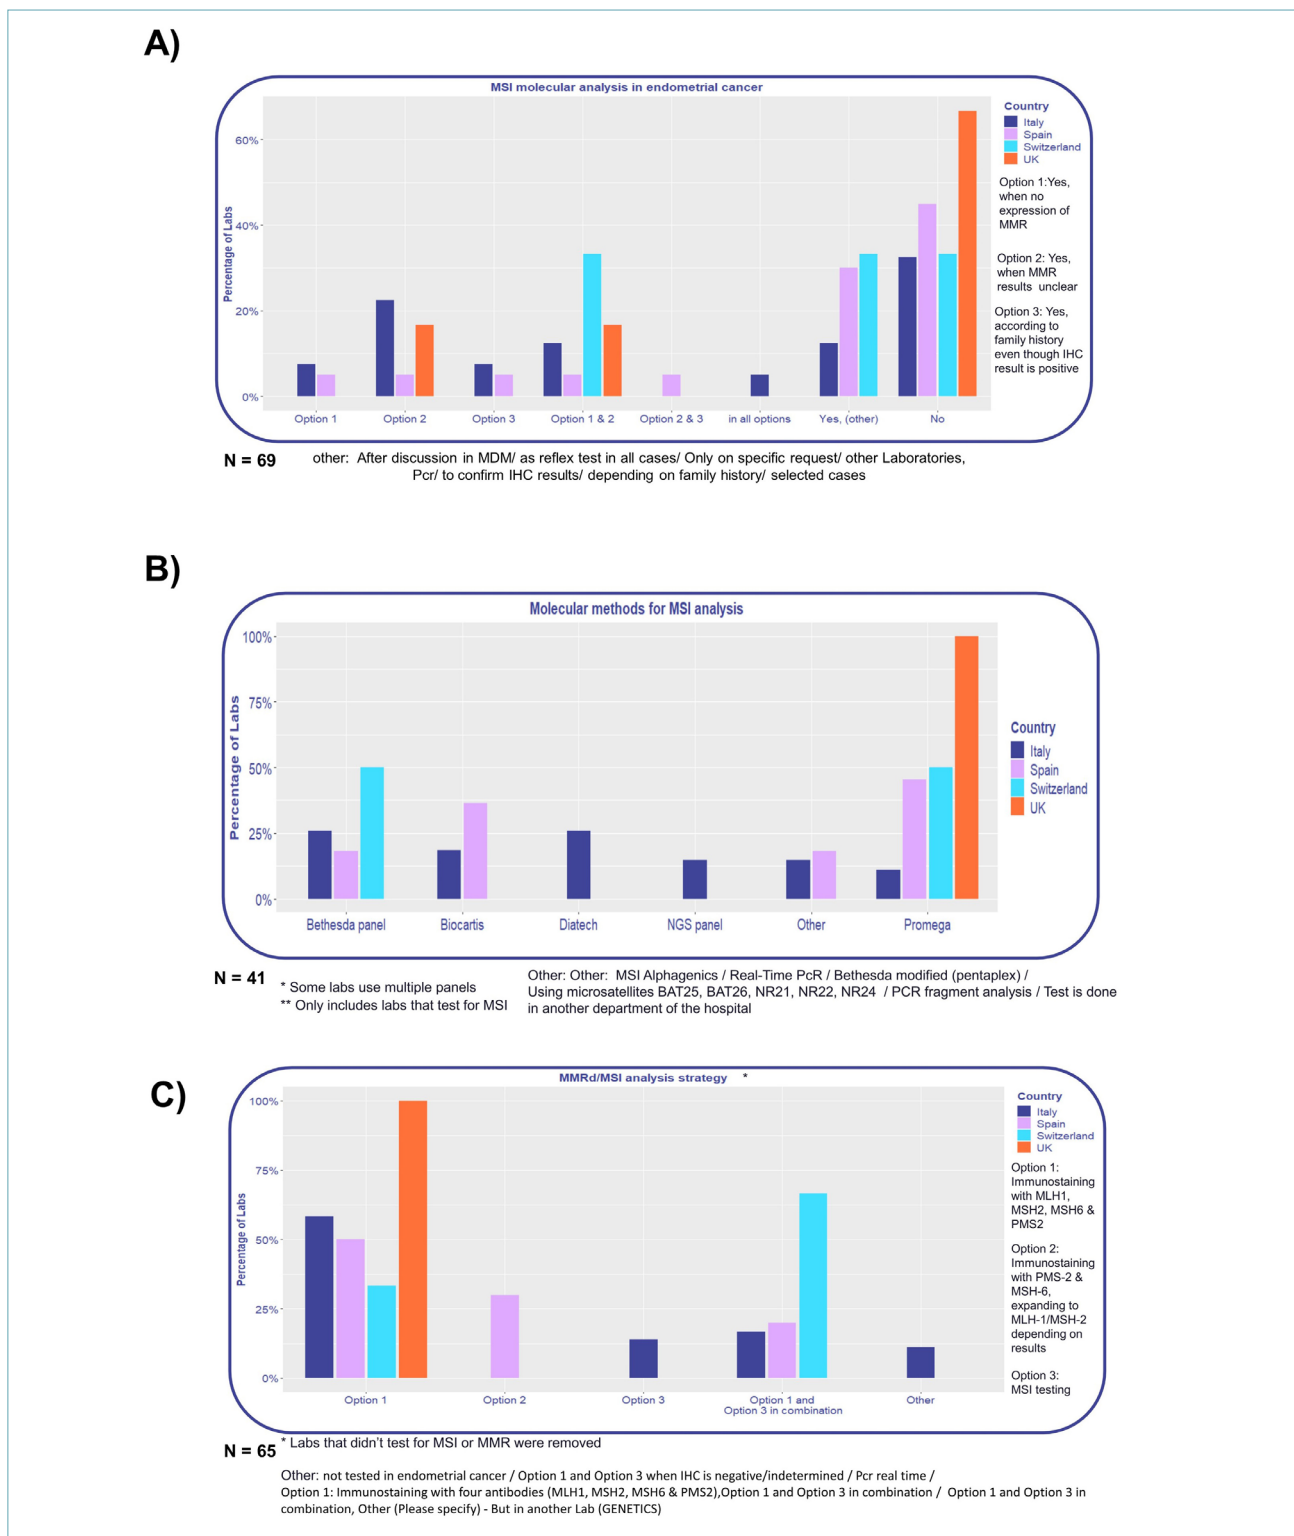 A)
MSI molecular analysis in endometrial cancer
Percentage of Labs
60%
40%
20%
0%
Option 1
Option 2
Option 3
Option 1 & 2
Option 2 & 3
in all options
Yes, (other)
No
Country
Italy
Spain
Switzerland
UK
Option 1:Yes,
when no
expression of
MMR
Option 2: Yes,
when MMR
results unclear
Option 3: Yes,
according to
family history
even though IHC
result is positive
N = 69
other: After discussion in MDM/ as reflex test in all cases/ Only on specific request/ other Laboratories,
Pcr/ to confirm IHC results/ depending on family history/ selected cases
B)
Molecular methods for MSI analysis
Percentage of Labs
100%
75%
50%
25%
0%
Bethesda panel
Biocartis
Diatech
NGS panel
Other
Promega
Country
Italy
Spain
Switzerland
UK
N = 41
* Some labs use multiple panels
** Only includes labs that test for MSI
Other: Other: MSI Alphagenics / Real-Time PcR / Bethesda modified (pentaplex) /
Using microsatellites BAT25, BAT26, NR21, NR22, NR24 / PCR fragment analysis / Test is done
in another department of the hospital
C)
MMRd/MSI analysis strategy *
Percentage of Labs
100%
75%
50%
25%
0%
Option 1
Option 2
Option 3
Option 1 and
Option 3 in combination
Other
Country
Italy
Spain
Switzerland
UK
Option 1:
Immunostaining
with MLH1,
MSH2, MSH6 &
PMS2
Option 2:
Immunostaining
with PMS-2 &
MSH-6,
expanding to
MLH-1/MSH-2
depending on
results
Option 3:
MSI testing
N = 65
* Labs that didn't test for MSI or MMR were removed
Other: not tested in endometrial cancer / Option 1 and Option 3 when IHC is negative/indetermined / Pcr real time /
Option 1: Immunostaining with four antibodies (MLH1, MSH2, MSH6 & PMS2),Option 1 and Option 3 in combination / Option 1 and Option 3 in
combination, Other (Please specify) - But in another Lab (GENETICS)